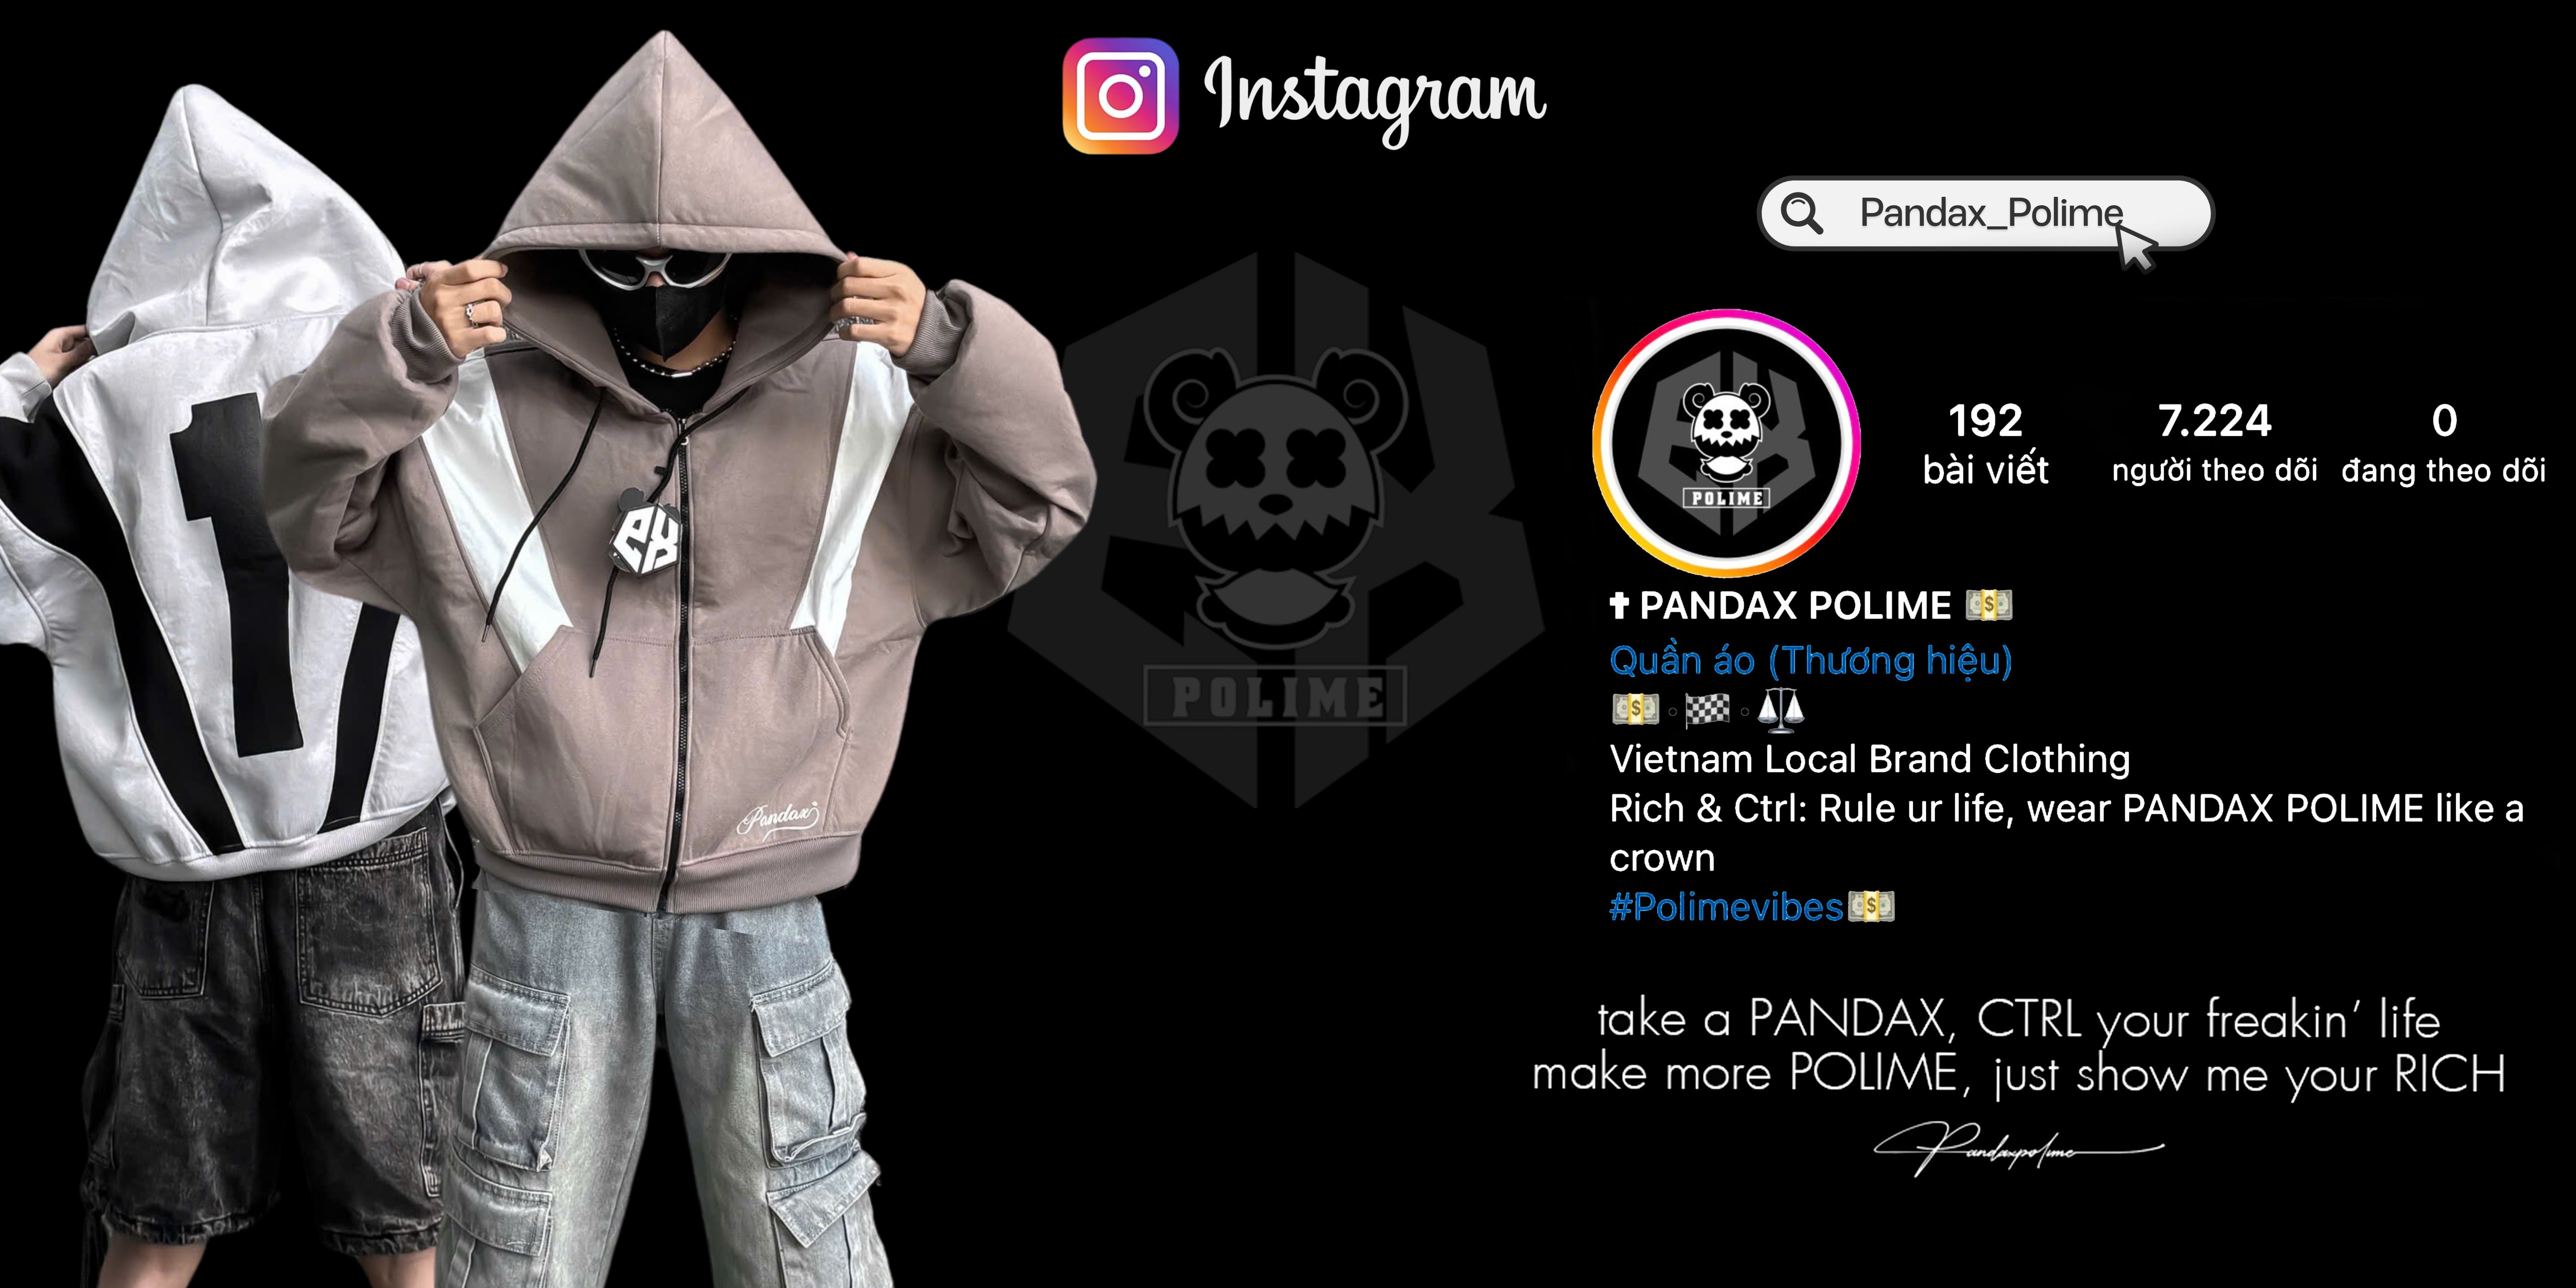 Instagram
Pandax_Polime
POLIME
192
bài viết
7.224
người theo dõi
0
đang theo dõi
✝ PANDAX POLIME 💵
Quần áo (Thương hiệu)
💵◦🏁◦⚖️
Vietnam Local Brand Clothing
Rich & Ctrl: Rule ur life, wear PANDAX POLIME like a
crown
#Polimevibes💵
take a PANDAX, CTRL your freakin' life
make more POLIME, just show me your RICH
Pandaxpolime
1
PX
Pandax
POLIME